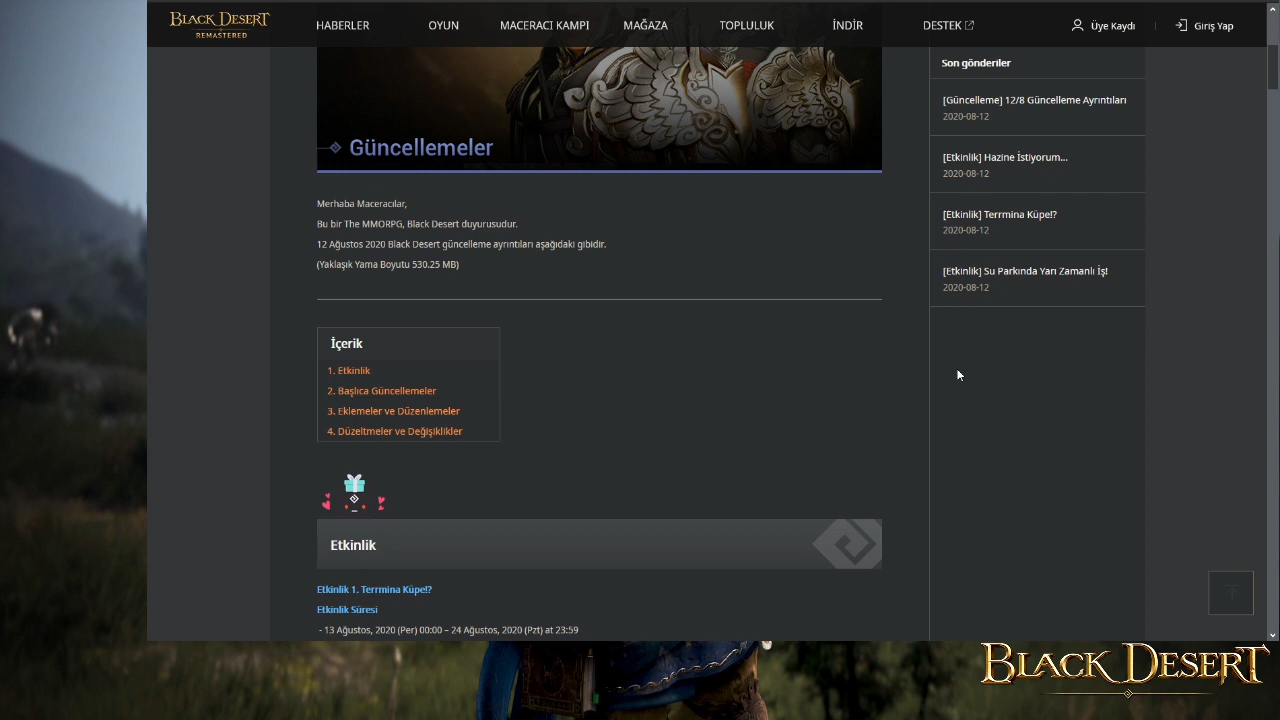 BLACK DESERT
REMASTERED
HABERLER
OYUN
MACERACI KAMPI
MAĞAZA
TOPLULUK
İNDİR
DESTEK
Üye Kaydı
Giriş Yap
Güncellemeler
Merhaba Maceracılar,
Bu bir The MMORPG, Black Desert duyurusudur.
12 Ağustos 2020 Black Desert güncelleme ayrıntıları aşağıdaki gibidir.
(Yaklaşık Yama Boyutu 530.25 MB)
İçerik
1. Etkinlik
2. Başlıca Güncellemeler
3. Eklemeler ve Düzenlemeler
4. Düzeltmeler ve Değişiklikler
Etkinlik
Etkinlik 1. Terrmina Küpe!?
Etkinlik Süresi
- 13 Ağustos, 2020 (Per) 00:00 – 24 Ağustos, 2020 (Pzt) at 23:59
Son gönderiler
[Güncelleme] 12/8 Güncelleme Ayrıntıları
2020-08-12
[Etkinlik] Hazine İstiyorum...
2020-08-12
[Etkinlik] Terrmina Küpe!?
2020-08-12
[Etkinlik] Su Parkında Yarı Zamanlı İş!
2020-08-12
BLACK DESERT